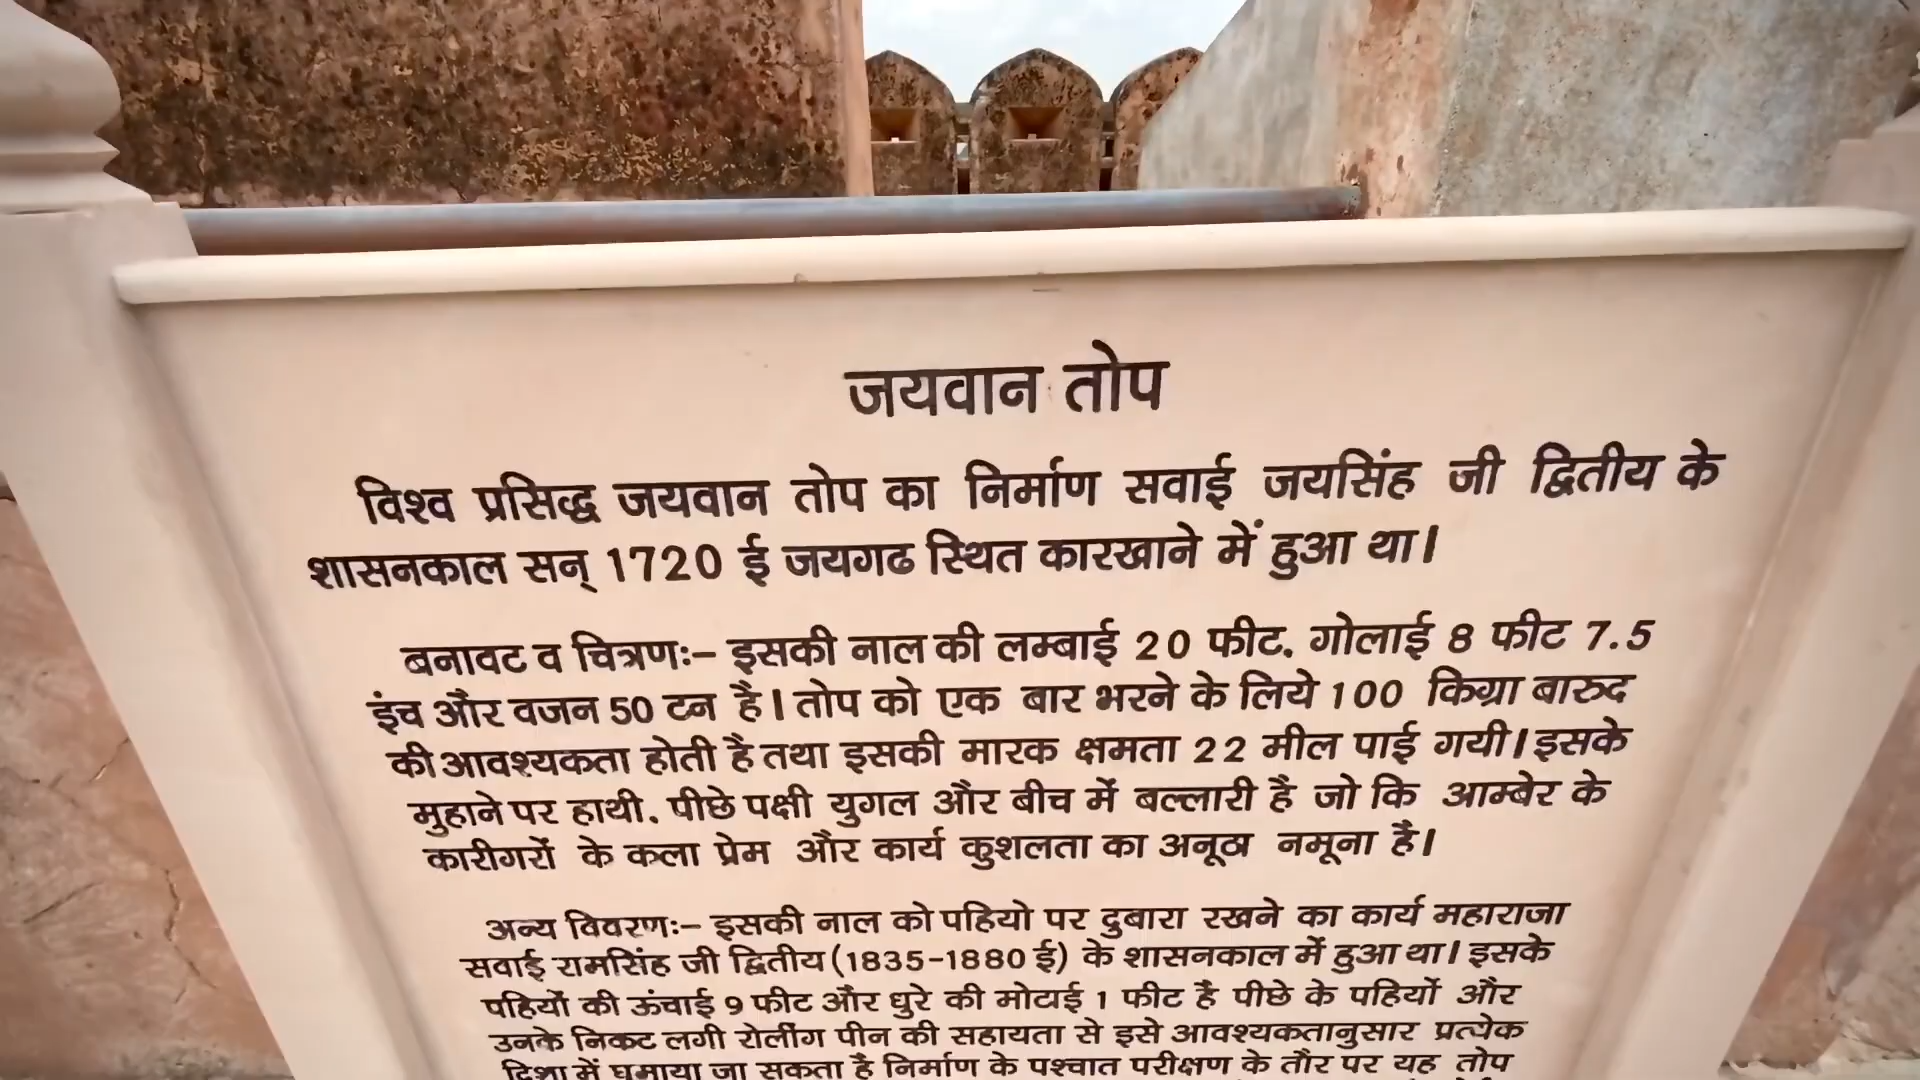 जयवान तोप
विश्व प्रसिद्ध जयवान तोप का निर्माण सवाई जयसिंह जी द्वितीय के
शासनकाल सन् 1720 ई जयगढ स्थित कारखाने में हुआ था।
बनावट व चित्रणः- इसकी नाल की लम्बाई 20 फीट. गोलाई 8 फीट 7.5
इंच और वजन 50 टन है। तोप को एक बार भरने के लिये 100 किग्रा बारुद
की आवश्यकता होती है तथा इसकी मारक क्षमता 22 मील पाई गयी। इसके
मुहाने पर हाथी. पीछे पक्षी युगल और बीच में बल्लारी है जो कि आम्बेर के
कारीगरों के कला प्रेम और कार्य कुशलता का अनूठा नमूना है।
अन्य विवरणः- इसकी नाल को पहियो पर दुबारा रखने का कार्य महाराजा
सवाई रामसिंह जी द्वितीय (1835-1880 ई) के शासनकाल में हुआ था। इसके
पहियों की ऊंचाई 9 फीट और धुरे की मोटाई 1 फीट है पीछे के पहियों और
उनके निकट लगी रोलींग पीन की सहायता से इसे आवश्यकतानुसार प्रत्येक
दिशा में घुमाया जा सकता है निर्माण के पश्चात परीक्षण के तौर पर यह तोप